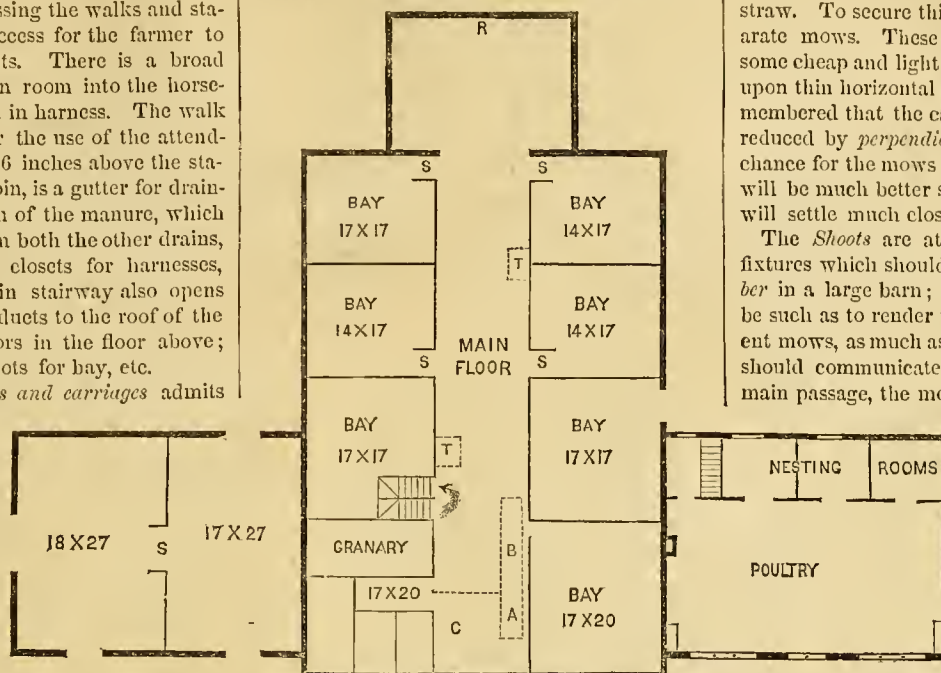 ssing the walks and sta-
ccess for the farmer to
ts. There is a broad
n room into the horse-
in harness. The walk
r the use of the attend-
6 inches above the sta-
oin, is a gutter for drain-
n of the manure, which
n both the other drains,
closets for harnesses,
in stairway also opens
ducts to the roof of the
ors in the floor above;
ots for hay, etc.
s and carriages admits
straw. To secure thi
arate mows. These
some cheap and light
upon thin horizontal
membered that the ca
reduced by perpendic
chance for the mows
will be much better s
will settle much clos
The Shoots are at
fixtures which should
ber in a large barn;
be such as to render
ent mows, as much as
should communicate
main passage, the mo
R
S
S
BAY
17 X 17
BAY
14 X 17
T
BAY
14 X 17
BAY
14 X 17
MAIN
FLOOR
S
S
BAY
17 X 17
T
BAY
17 X 17
GRANARY
17 X 20
C
B
A
BAY
17 X 20
18 X 27
S
17 X 27
NESTING ROOMS
POULTRY